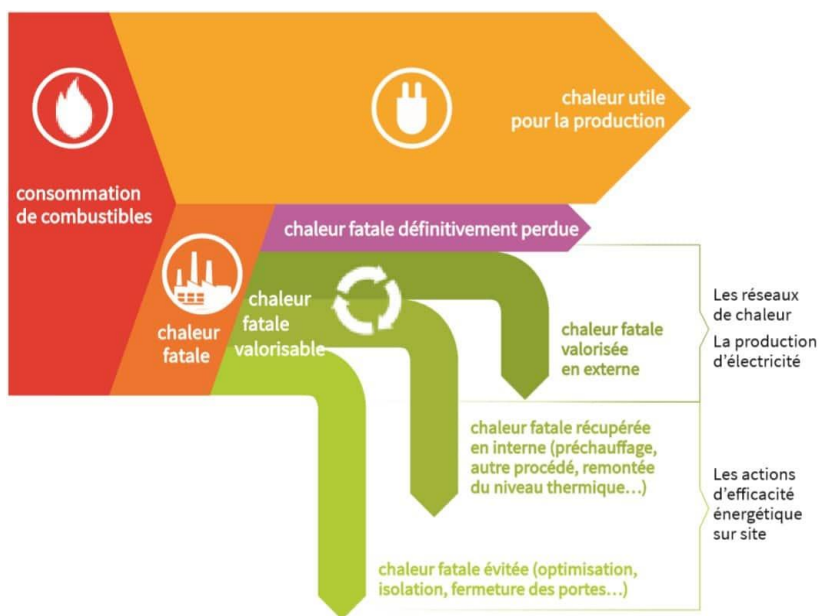 chaleur utile
pour la production
consommation
de combustibles
chaleur fatale définitivement perdue
chaleur
fatale
chaleur
fatale
valorisable
chaleur fatale
valorisée
en externe
Les réseaux
de chaleur
La production
d'électricité
chaleur fatale récupérée
en interne (préchauffage,
autre procédé, remontée
du niveau thermique...)
Les actions
d'efficacité
énergétique
sur site
chaleur fatale évitée (optimisation,
isolation, fermeture des portes...)